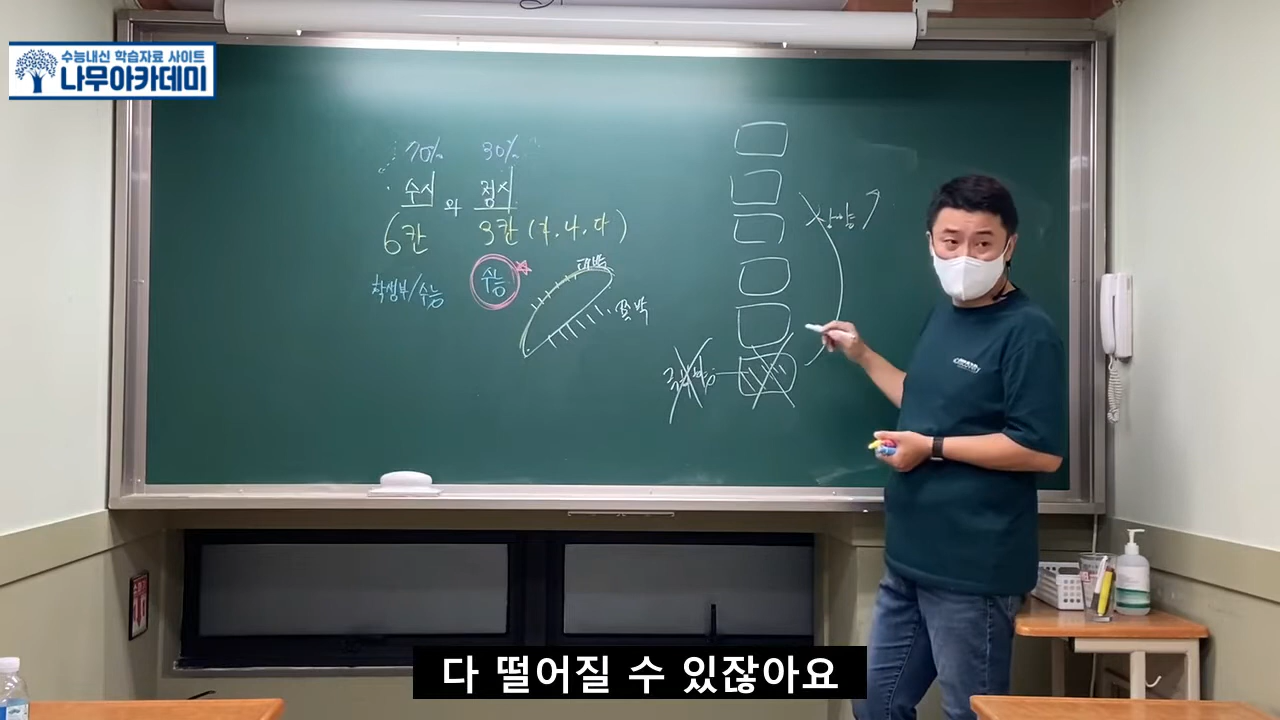 수능내신 학습자료 사이트
나무아카데미
70% 30%
수시 와 정시
6칸 3칸 (가.나.다)
학생부/수능 수능
대박
쪽박
상향
다 떨어질 수 있잖아요